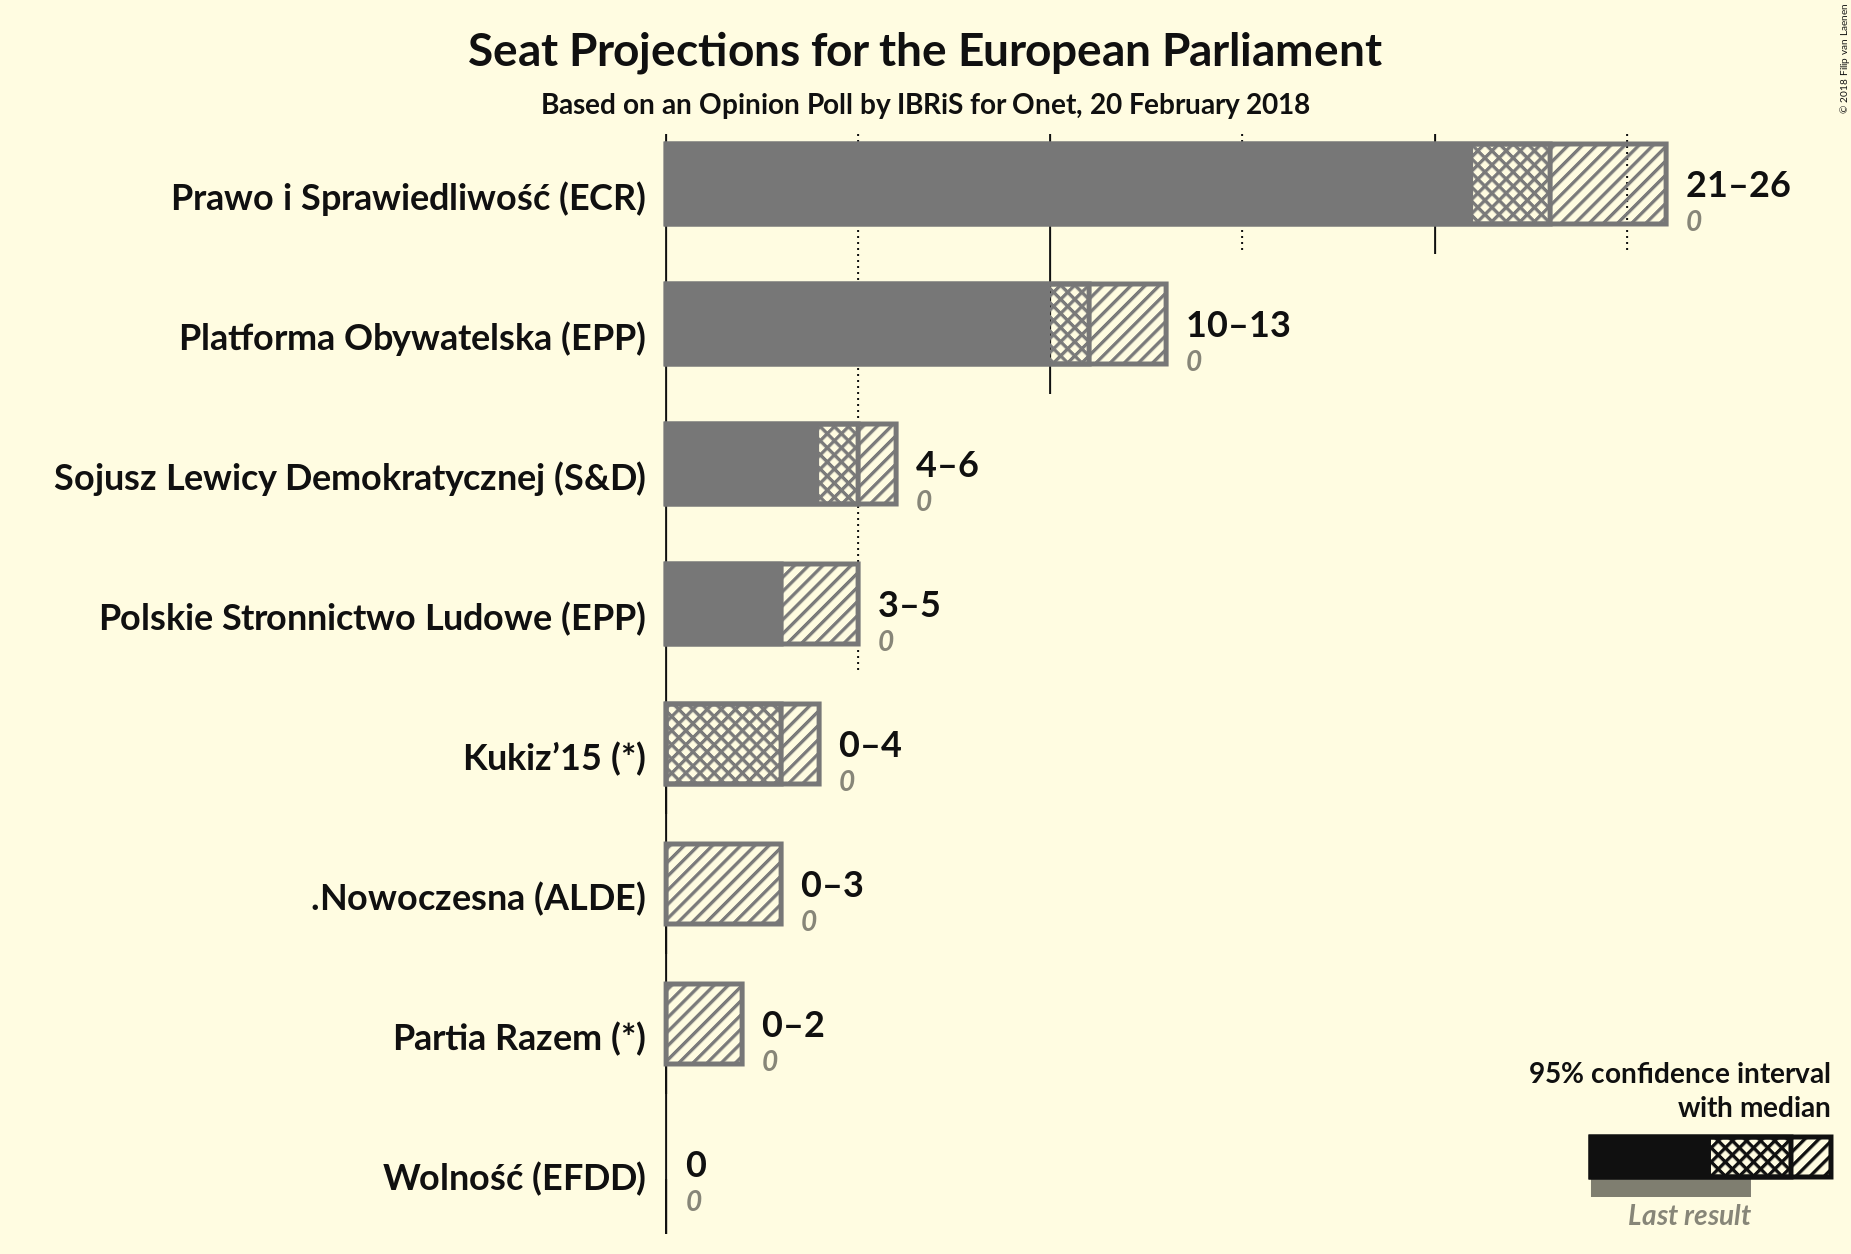 Seat Projections for the European Parliament
Based on an Opinion Poll by IBRiS for Onet, 20 February 2018
© 2018 Filip van Laenen
Prawo i Sprawiedliwość (ECR)
21–26
0
Platforma Obywatelska (EPP)
10–13
0
Sojusz Lewicy Demokratycznej (S&D)
4–6
0
Polskie Stronnictwo Ludowe (EPP)
3–5
0
Kukiz’15 (*)
0–4
0
.Nowoczesna (ALDE)
0–3
0
Partia Razem (*)
0–2
0
Wolność (EFDD)
0
0
95% confidence interval
with median
Last result